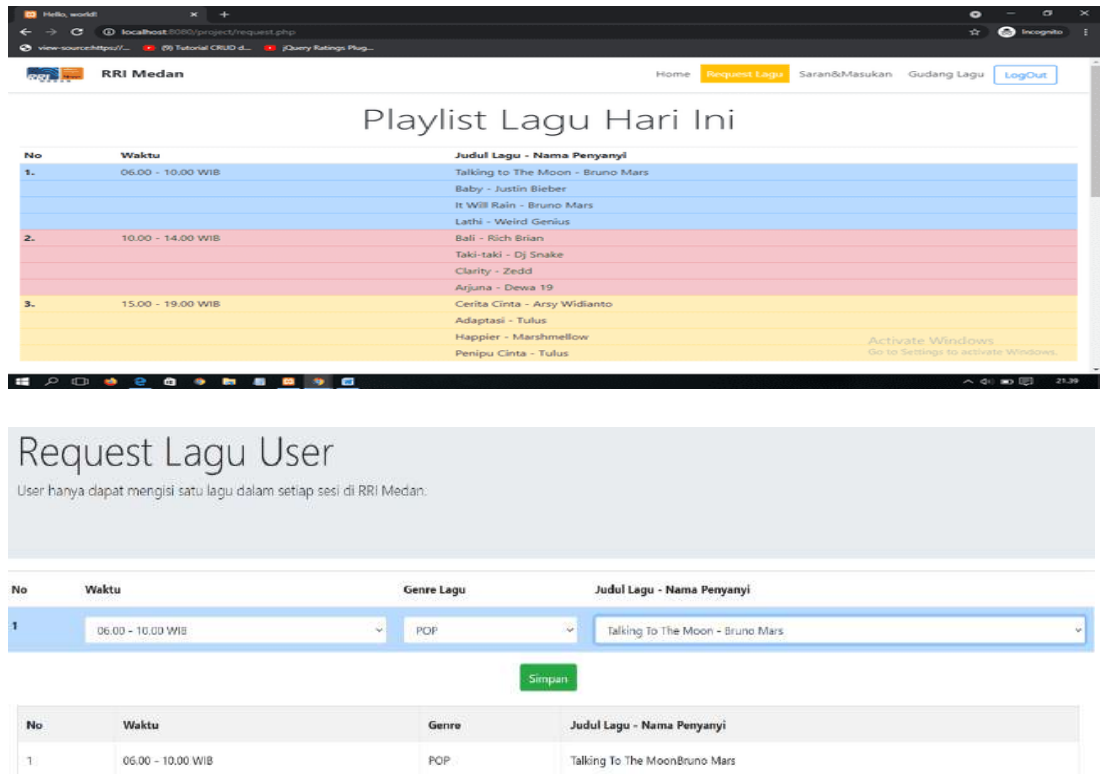 Hello, world!
localhost:8080/project/request.php
Incognito
view-source:https://... (9) Tutorial CRUD d... jQuery Ratings Plug...
RRI Medan Home Request Lagu Saran&Masukan Gudang Lagu LogOut
Playlist Lagu Hari Ini
No Waktu Judul Lagu - Nama Penyanyi
1. 06.00 - 10.00 WIB Talking to The Moon - Bruno Mars
Baby - Justin Bieber
It Will Rain - Bruno Mars
Lathi - Weird Genius
2. 10.00 - 14.00 WIB Bali - Rich Brian
Taki-taki - Dj Snake
Clarity - Zedd
Arjuna - Dewa 19
3. 15.00 - 19.00 WIB Cerita Cinta - Arsy Widianto
Adaptasi - Tulus
Happier - Marshmellow
Penipu Cinta - Tulus
Activate Windows
Go to Settings to activate Windows.
21.39
Request Lagu User
User hanya dapat mengisi satu lagu dalam setiap sesi di RRI Medan.
No Waktu Genre Lagu Judul Lagu - Nama Penyanyi
1 06.00 - 10.00 WIB POP Talking To The Moon - Bruno Mars
Simpan
No Waktu Genre Judul Lagu - Nama Penyanyi
1 06.00 - 10.00 WIB POP Talking To The MoonBruno Mars